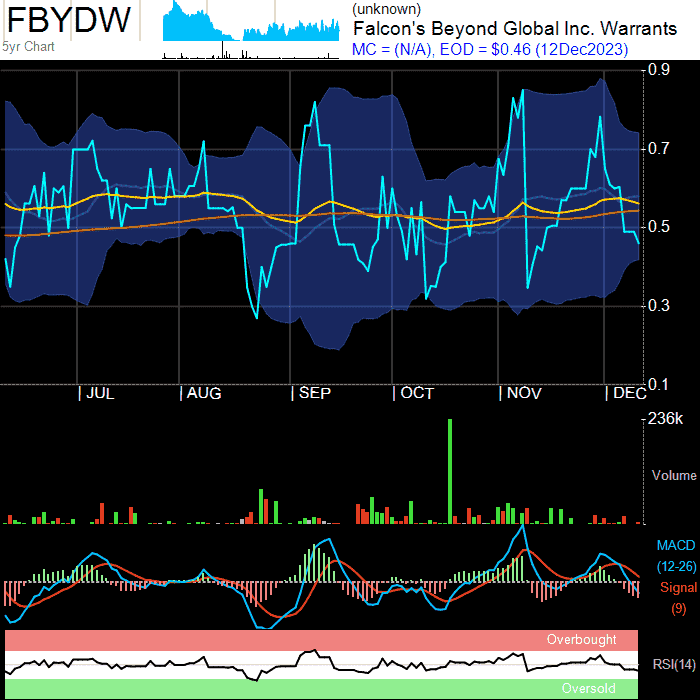 FBYDW
5yr Chart
(unknown)
Falcon's Beyond Global Inc. Warrants
MC = (N/A), EOD = $0.46 (12Dec2023)
0.9
0.7
0.5
0.3
0.1
| JUL | AUG | SEP | OCT | NOV | DEC
236k
Volume
MACD
(12-26)
Signal
(9)
Overbought
RSI(14)
Oversold